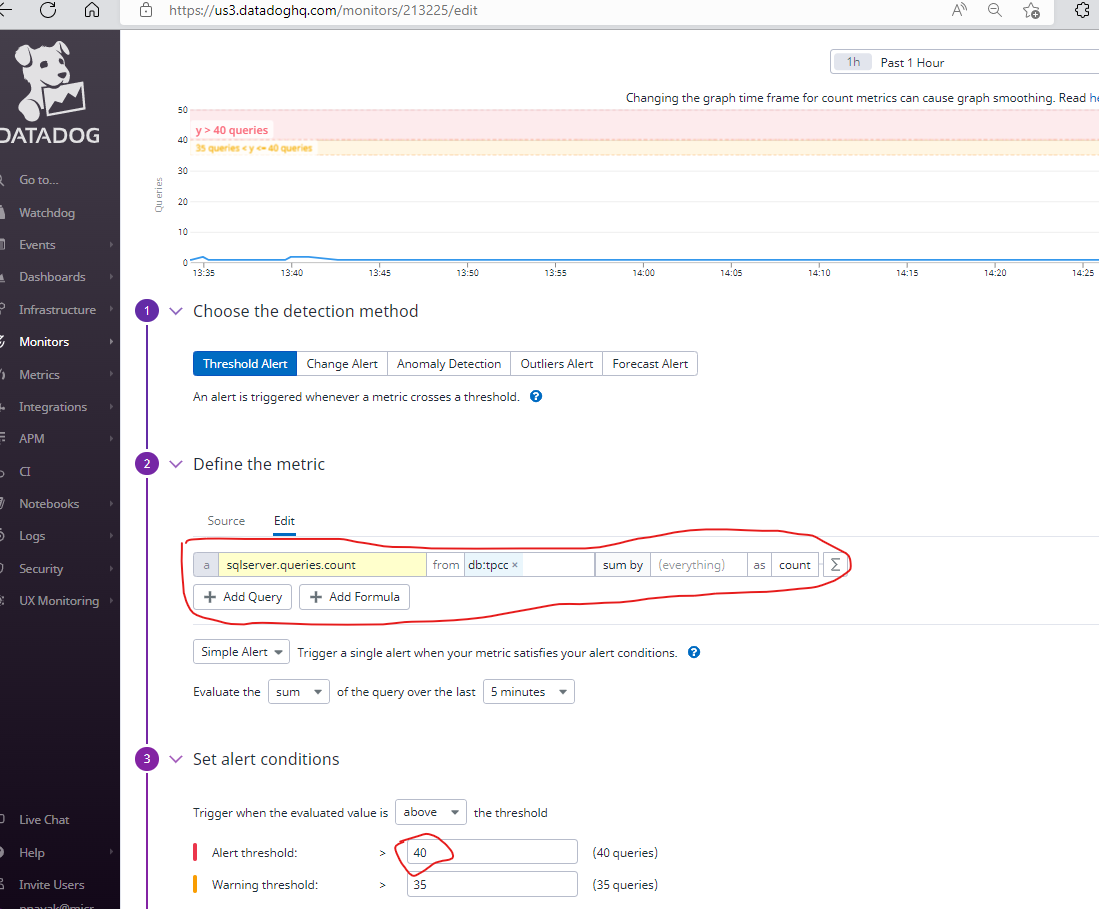 https://us3.datadoghq.com/monitors/213225/edit
DATADOG
Go to...
Watchdog
Events
Dashboards
Infrastructure
Monitors
Metrics
Integrations
APM
CI
Notebooks
Logs
Security
UX Monitoring
Live Chat
Help
Invite Users
1h Past 1 Hour
Changing the graph time frame for count metrics can cause graph smoothing. Read
50
40
30
20
10
0
Queries
y > 40 queries
35 queries < y <= 40 queries
13:35 13:40 13:45 13:50 13:55 14:00 14:05 14:10 14:15 14:20 14:25
1 Choose the detection method
Threshold Alert Change Alert Anomaly Detection Outliers Alert Forecast Alert
An alert is triggered whenever a metric crosses a threshold. ?
2 Define the metric
Source Edit
a sqlserver.queries.count from db:tpcc × sum by (everything) as count Σ
+ Add Query + Add Formula
Simple Alert Trigger a single alert when your metric satisfies your alert conditions. ?
Evaluate the sum of the query over the last 5 minutes
3 Set alert conditions
Trigger when the evaluated value is above the threshold
Alert threshold: > 40 (40 queries)
Warning threshold: > 35 (35 queries)